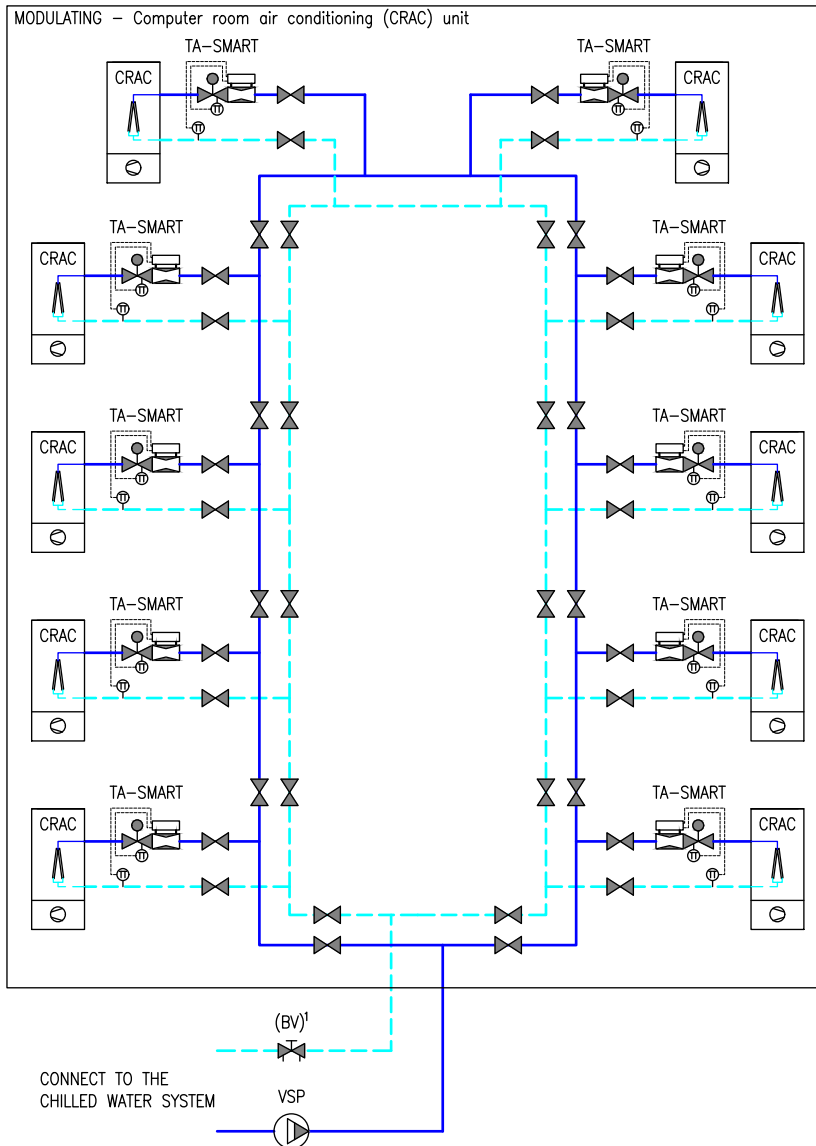 MODULATING – Computer room air conditioning (CRAC) unit
TA-SMART
TA-SMART
CRAC
CRAC
TA-SMART
TA-SMART
CRAC
CRAC
TA-SMART
TA-SMART
CRAC
CRAC
TA-SMART
TA-SMART
CRAC
CRAC
TA-SMART
TA-SMART
CRAC
CRAC
(BV)¹
CONNECT TO THE
CHILLED WATER SYSTEM
VSP